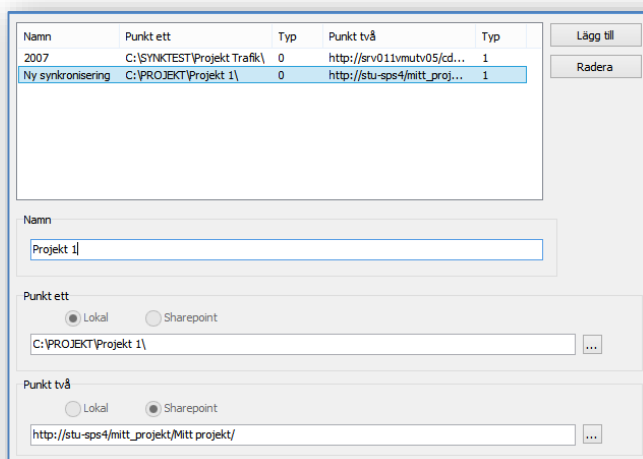 Namn Punkt ett Typ Punkt två Typ
2007 C:\SYNKTEST\Projekt Trafik\ 0 http://srv011vmutv05/cd... 1
Ny synkronisering C:\PROJEKT\Projekt 1\ 0 http://stu-sps4/mitt_proj... 1
Lägg till
Radera
Namn
Projekt 1
Punkt ett
Lokal Sharepoint
C:\PROJEKT\Projekt 1\ ...
Punkt två
Lokal Sharepoint
http://stu-sps4/mitt_projekt/Mitt projekt/ ...